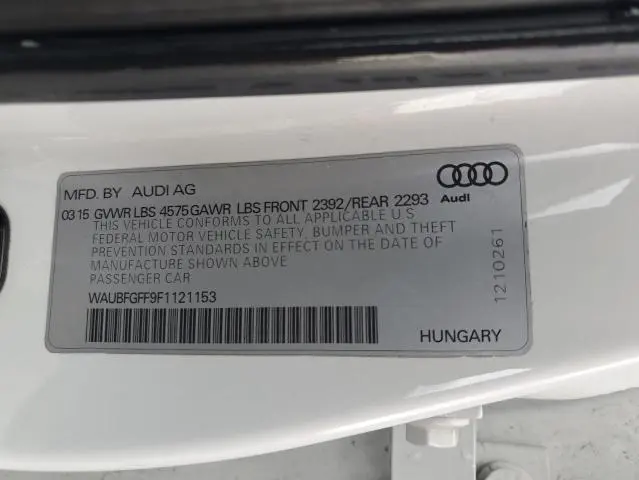 MFD. BY AUDI AG
0315 GVWR LBS 4575 GAWR LBS FRONT 2392/REAR 2293
THIS VEHICLE CONFORMS TO ALL APPLICABLE U S
FEDERAL MOTOR VEHICLE SAFETY, BUMPER AND THEFT
PREVENTION STANDARDS IN EFFECT ON THE DATE OF
MANUFACTURE SHOWN ABOVE
PASSENGER CAR
WAUBFGFF9F1121153
HUNGARY
Audi
1210261